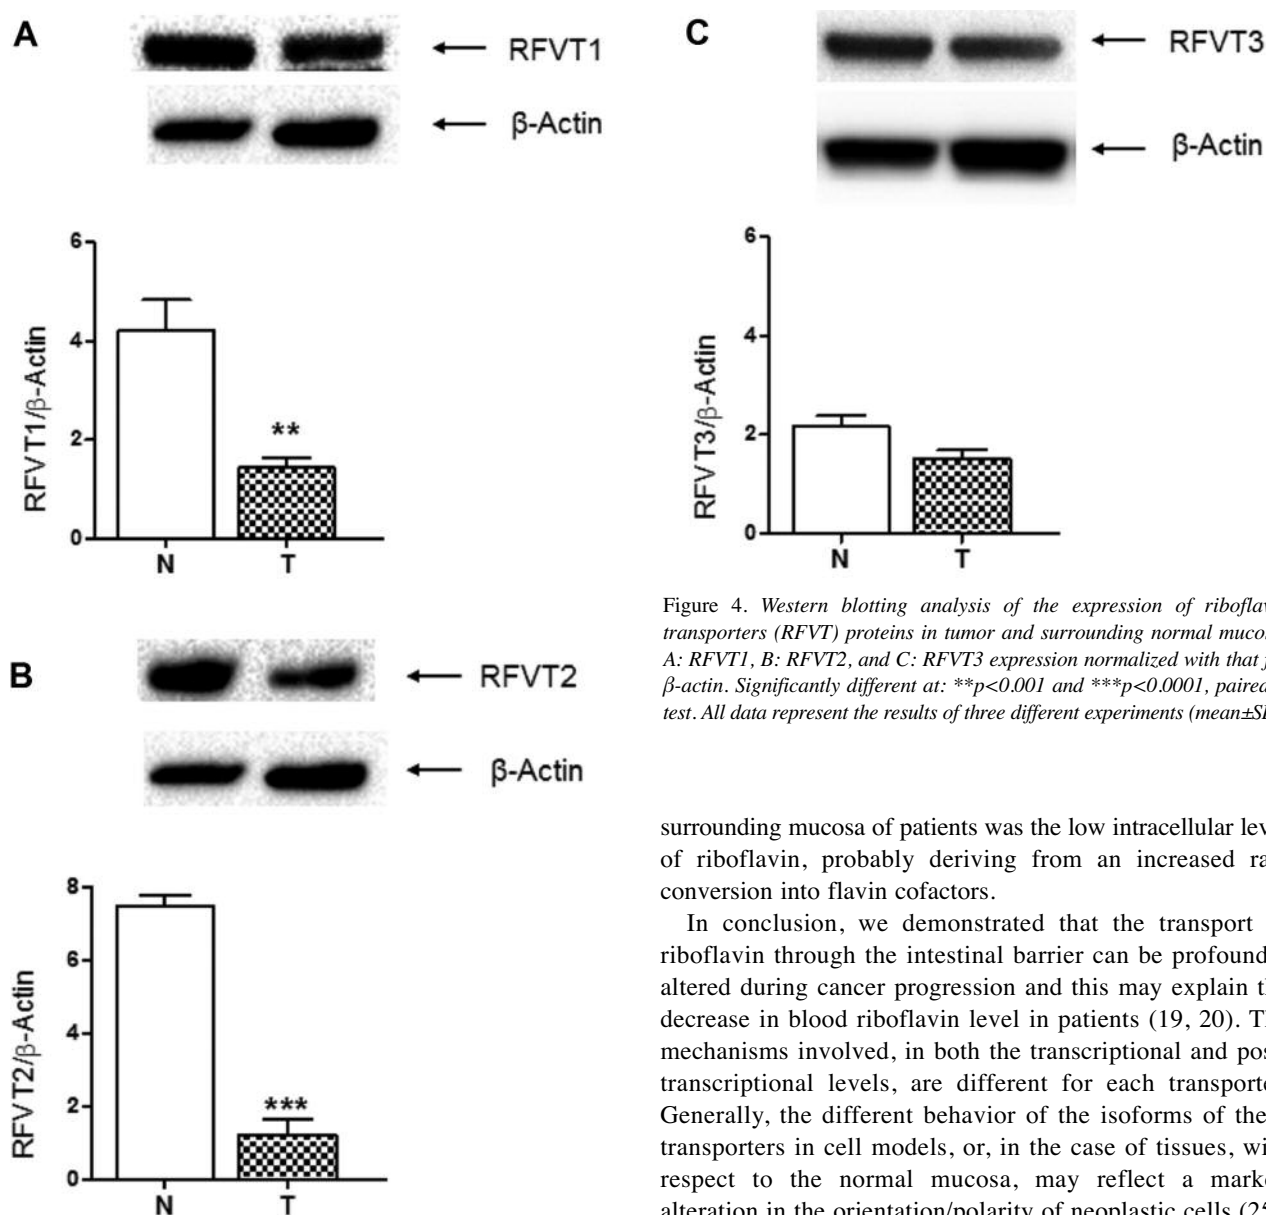 A
RFVT1
β-Actin
6
4
2
0
RFVT1/β-Actin
**
N
T
B
RFVT2
β-Actin
8
6
4
2
0
RFVT2/β-Actin
***
N
T
C
RFVT3
β-Actin
6
4
2
0
RFVT3/β-Actin
N
T
Figure 4. Western blotting analysis of the expression of
transporters (RFVT) proteins in tumor and surrounding normal
A: RFVT1, B: RFVT2, and C: RFVT3 expression normalized with that
β-actin. Significantly different at: **p<0.001 and ***p<0.0001, paired
test. All data represent the results of three different experiments
surrounding mucosa of patients was the low intracellular
of riboflavin, probably deriving from an increased
conversion into flavin cofactors.
In conclusion, we demonstrated that the transport
riboflavin through the intestinal barrier can be
altered during cancer progression and this may explain
decrease in blood riboflavin level in patients (19, 20).
mechanisms involved, in both the transcriptional and
transcriptional levels, are different for each
Generally, the different behavior of the isoforms of
transporters in cell models, or, in the case of tissues,
respect to the normal mucosa, may reflect a
alteration in the orientation/polarity of neoplastic cells